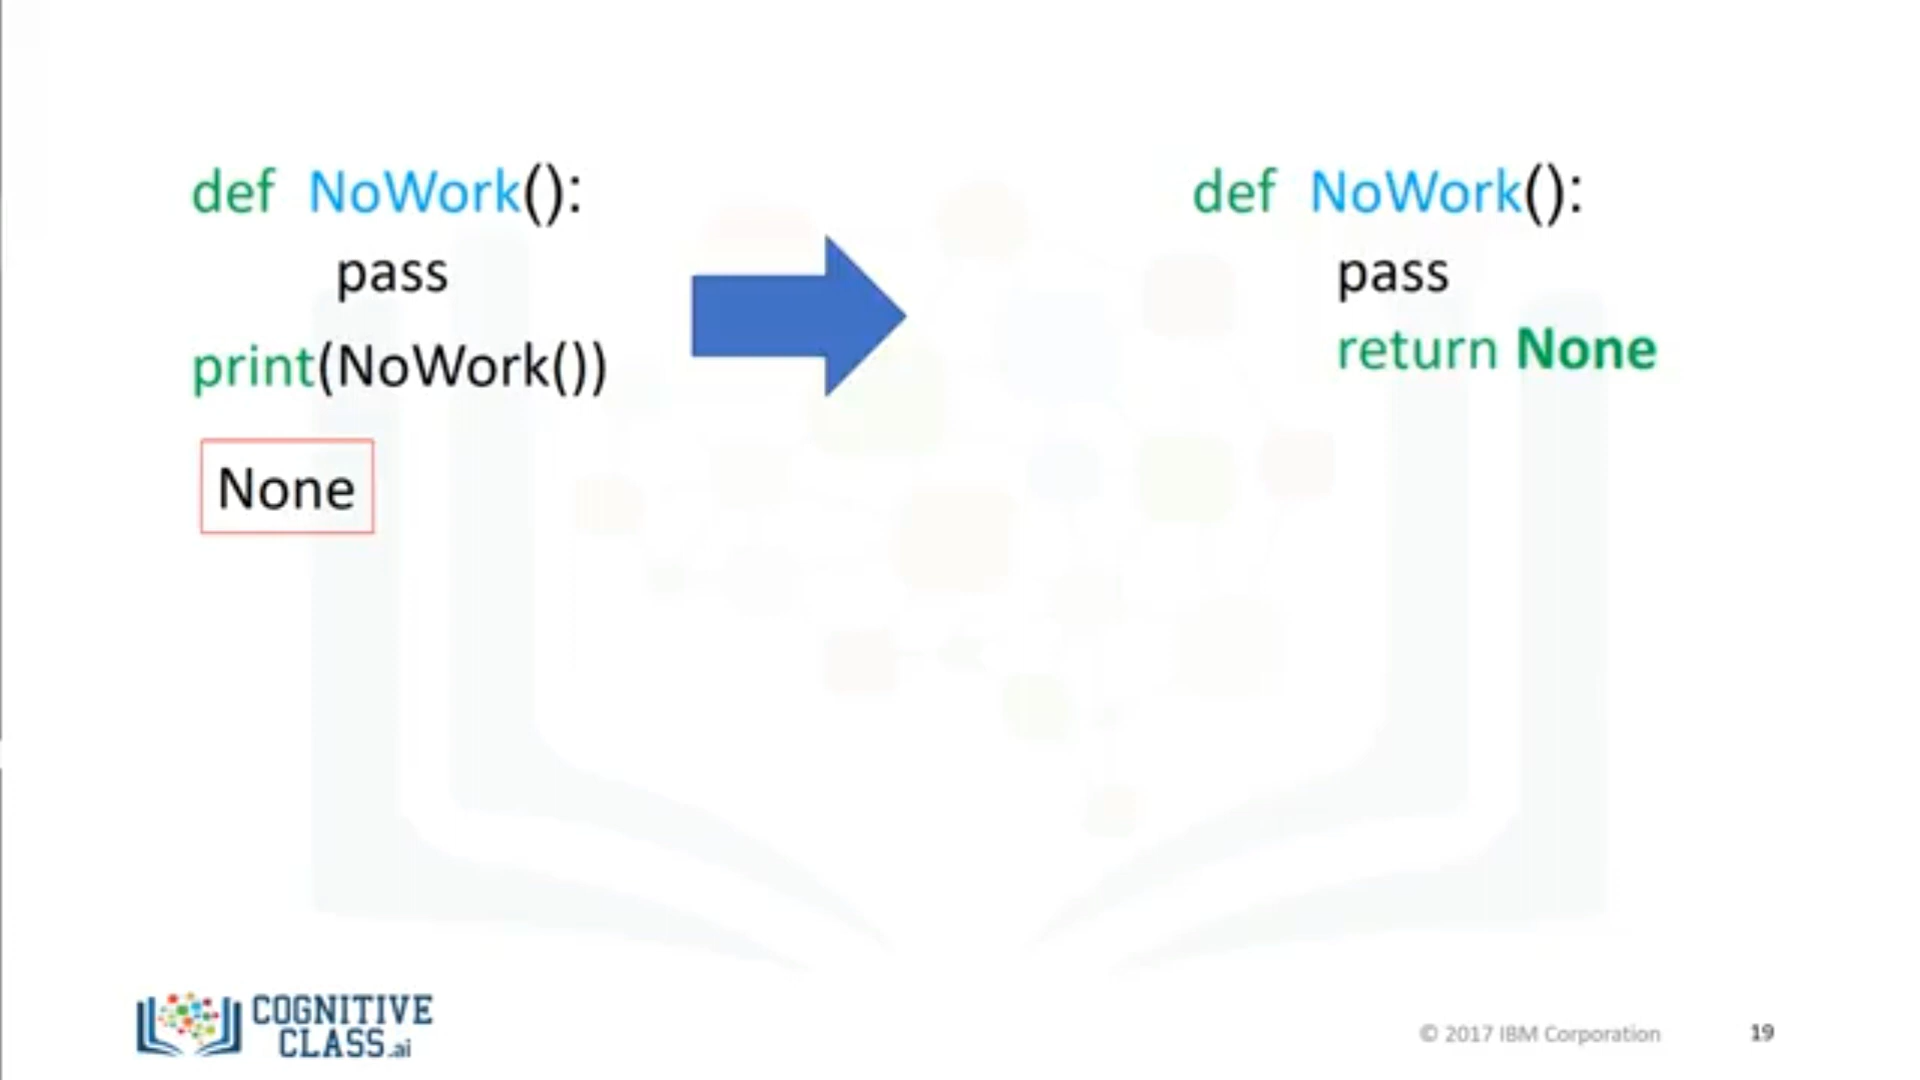 def NoWork():
pass
print(NoWork())
None
def NoWork():
pass
return None
COGNITIVE
CLASS.ai
© 2017 IBM Corporation
19